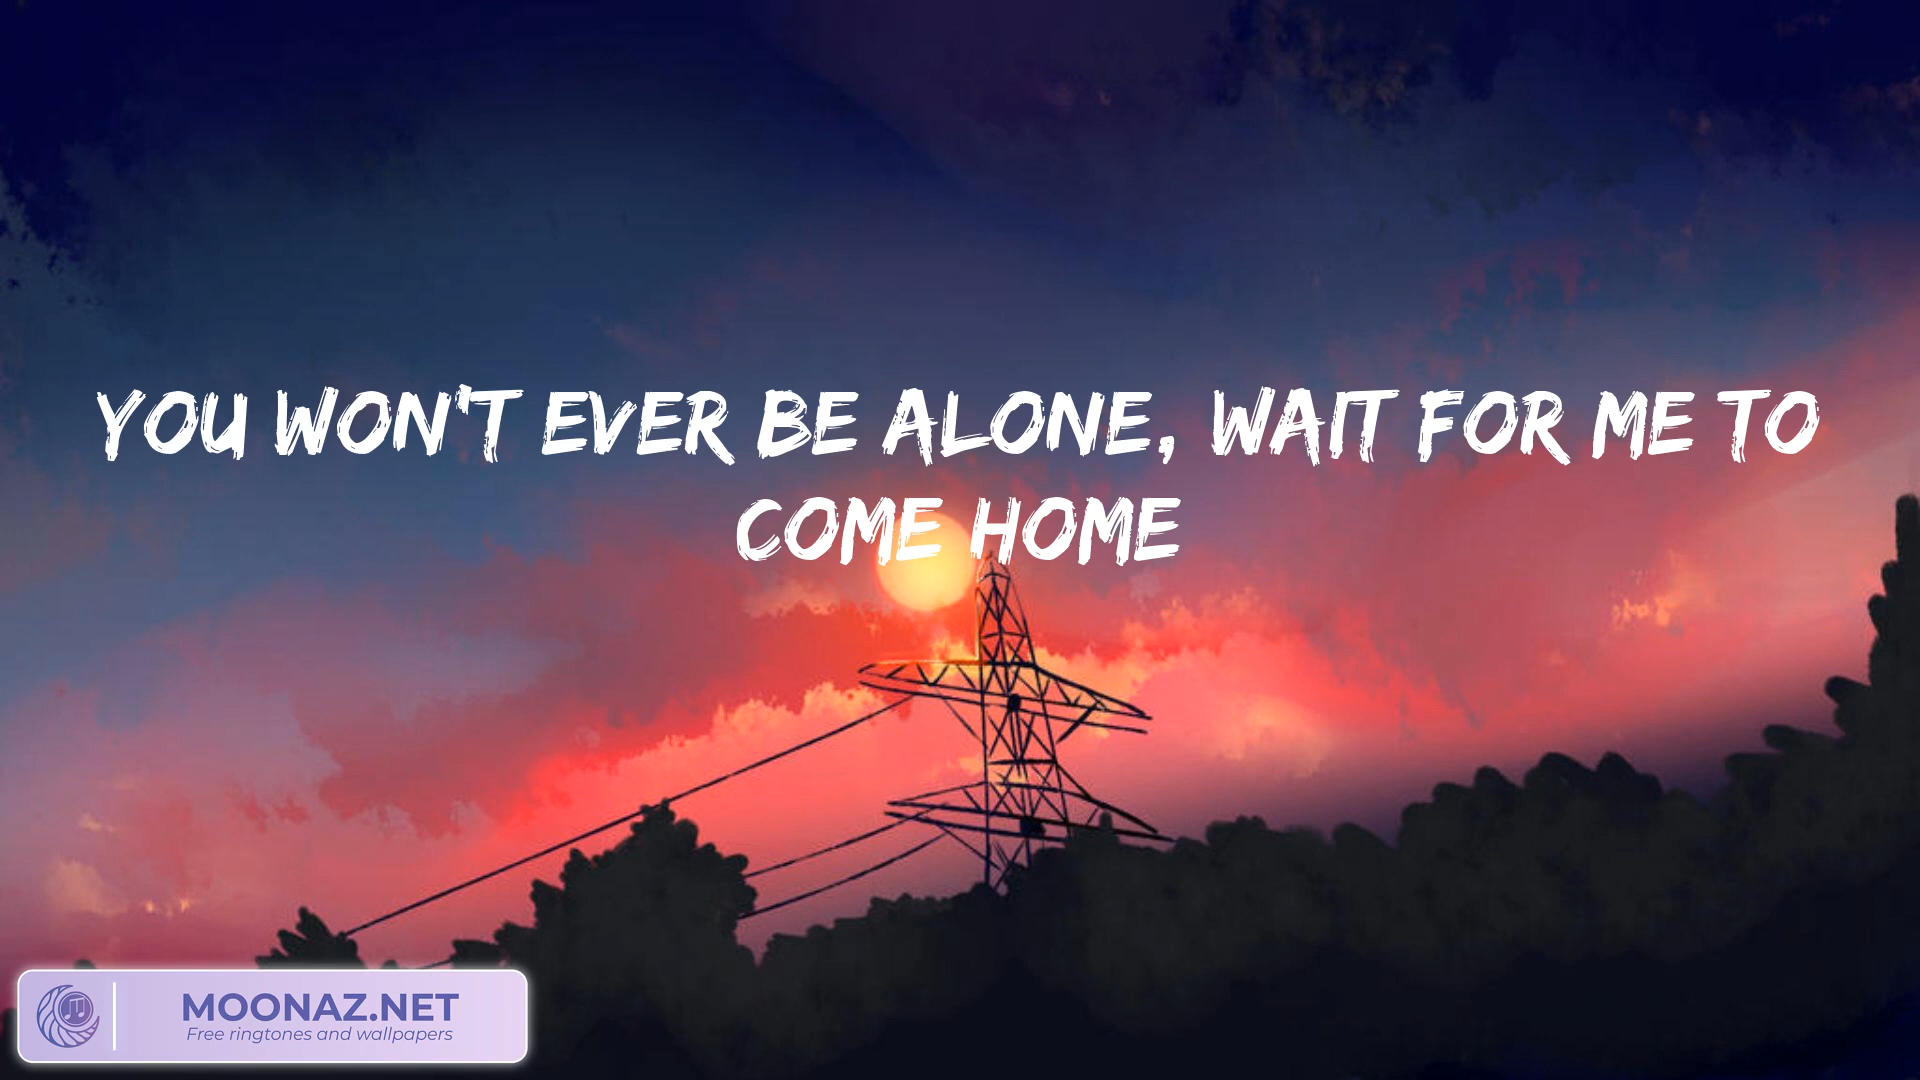 YOU WON'T EVER BE ALONE, WAIT FOR ME TO
COME HOME
MOONAZ.NET
Free ringtones and wallpapers